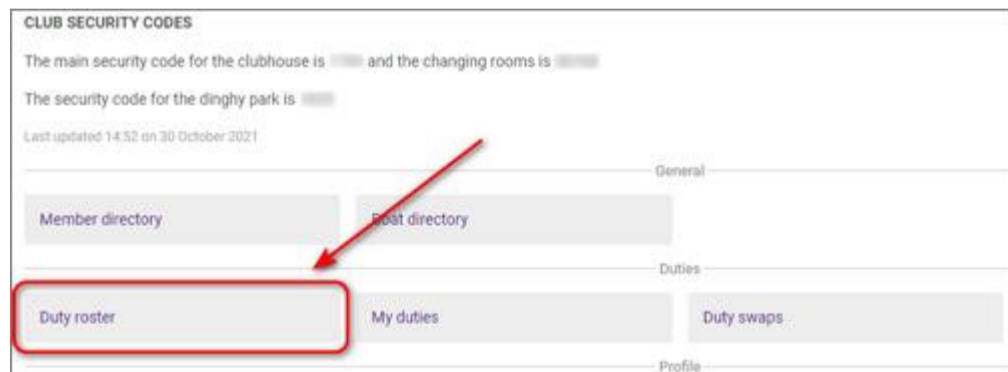 CLUB SECURITY CODES
The main security code for the clubhouse is and the changing rooms is
The security code for the dinghy park is
Last updated 14:52 on 30 October 2021
General
Member directory
Boat directory
Duties
Duty roster
My duties
Duty swaps
Profile